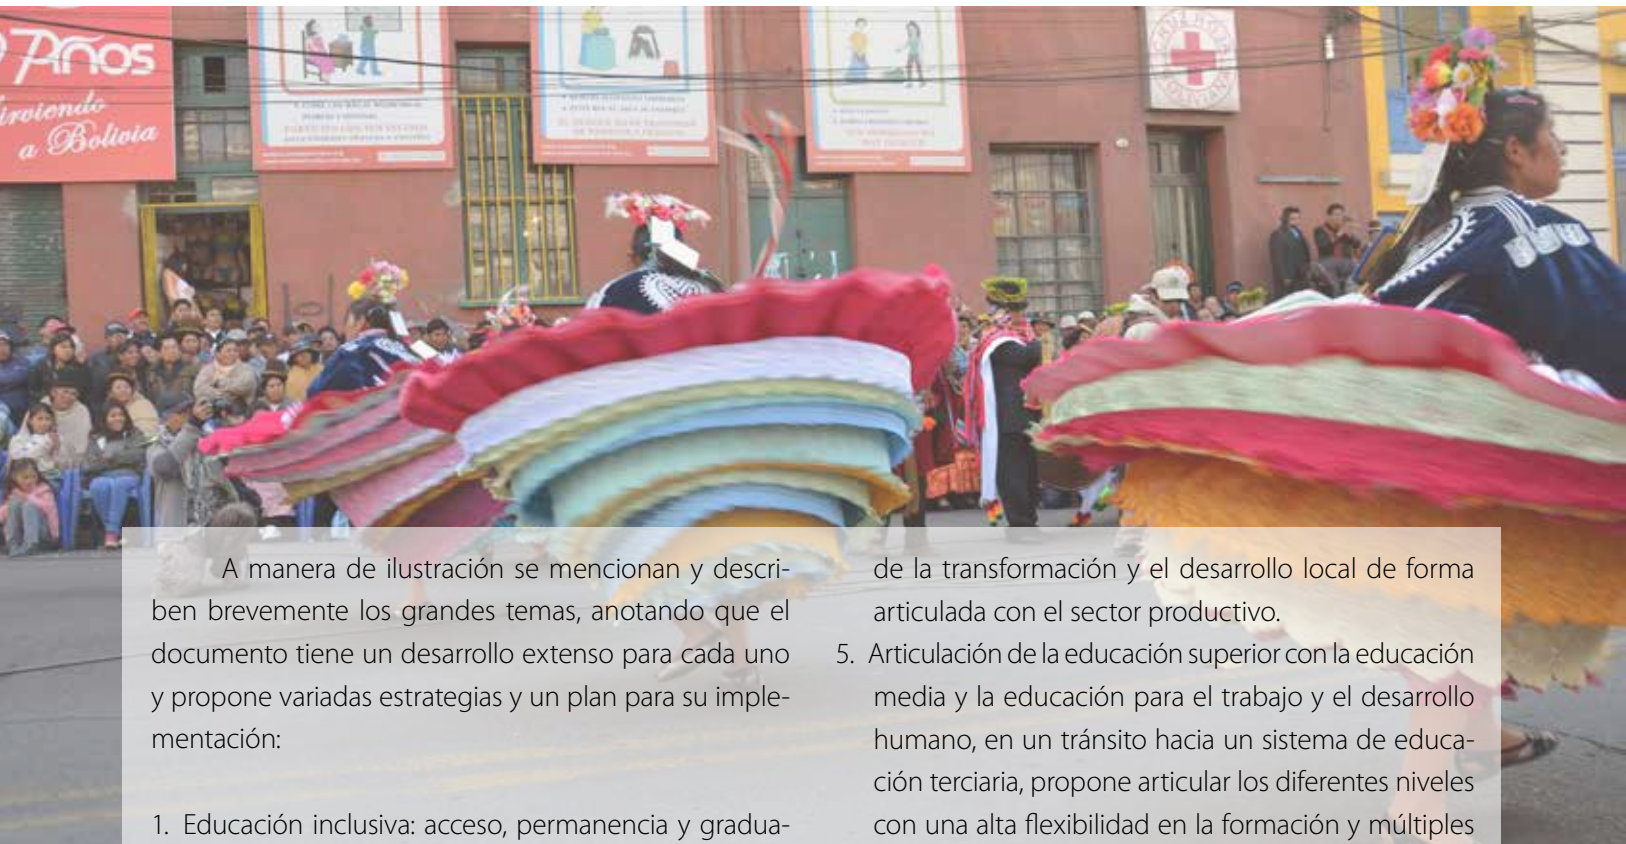 Años
irviendo
a Bolivia
CRUZ ROJA
BOLIVIANA
A manera de ilustración se mencionan y descri-
ben brevemente los grandes temas, anotando que el
documento tiene un desarrollo extenso para cada uno
y propone variadas estrategias y un plan para su imple-
mentación:
1. Educación inclusiva: acceso, permanencia y gradua-
de la transformación y el desarrollo local de forma
articulada con el sector productivo.
5. Articulación de la educación superior con la educación
media y la educación para el trabajo y el desarrollo
humano, en un tránsito hacia un sistema de educa-
ción terciaria, propone articular los diferentes niveles
con una alta flexibilidad en la formación y múltiples